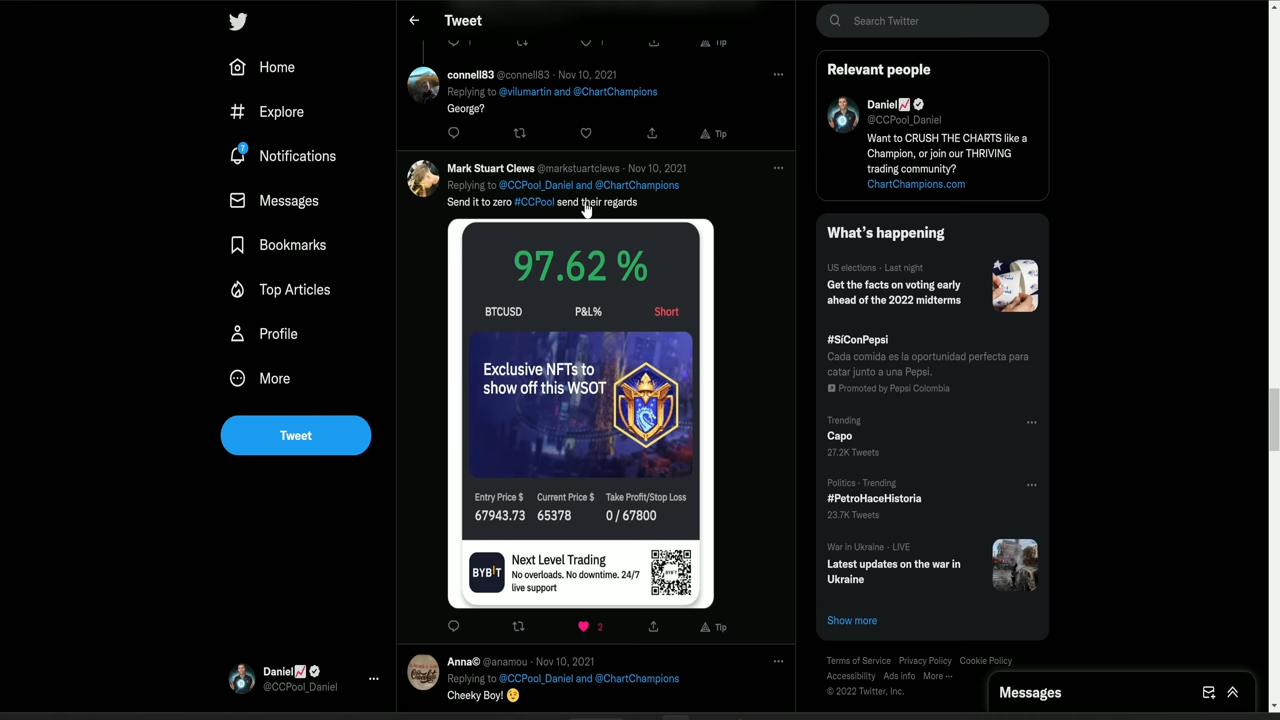 Home
Explore
7
Notifications
Messages
Bookmarks
Top Articles
Profile
More
Tweet
Daniel📈
@CCPool_Daniel
Tweet
1
1
Tip
connell83 @connell83 · Nov 10, 2021
Replying to @vilumartin and @ChartChampions
George?
Tip
Mark Stuart Clews @markstuartclews · Nov 10, 2021
Replying to @CCPool_Daniel and @ChartChampions
Send it to zero #CCPool send their regards
97.62 %
BTCUSD P&L% Short
Exclusive NFTs to
show off this WSOT
Entry Price $ Current Price $ Take Profit/Stop Loss
67943.73 65378 0 / 67800
BYBIT
Next Level Trading
No overloads. No downtime. 24/7
live support
BYBIT
2
Tip
Anna© @anamou · Nov 10, 2021
Replying to @CCPool_Daniel and @ChartChampions
Cheeky Boy! 😉
Search Twitter
Relevant people
Daniel📈
@CCPool_Daniel
Want to CRUSH THE CHARTS like a
Champion, or join our THRIVING
trading community?
ChartChampions.com
What's happening
US elections · Last night
Get the facts on voting early
ahead of the 2022 midterms
#SíConPepsi
Cada comida es la oportunidad perfecta para
catar junto a una Pepsi.
Promoted by Pepsi Colombia
Trending
Capo
27.2K Tweets
Politics · Trending
#PetroHaceHistoria
23.7K Tweets
War in Ukraine · LIVE
Latest updates on the war in
Ukraine
Show more
Terms of Service Privacy Policy Cookie Policy
Accessibility Ads info More ···
© 2022 Twitter, Inc.
Messages